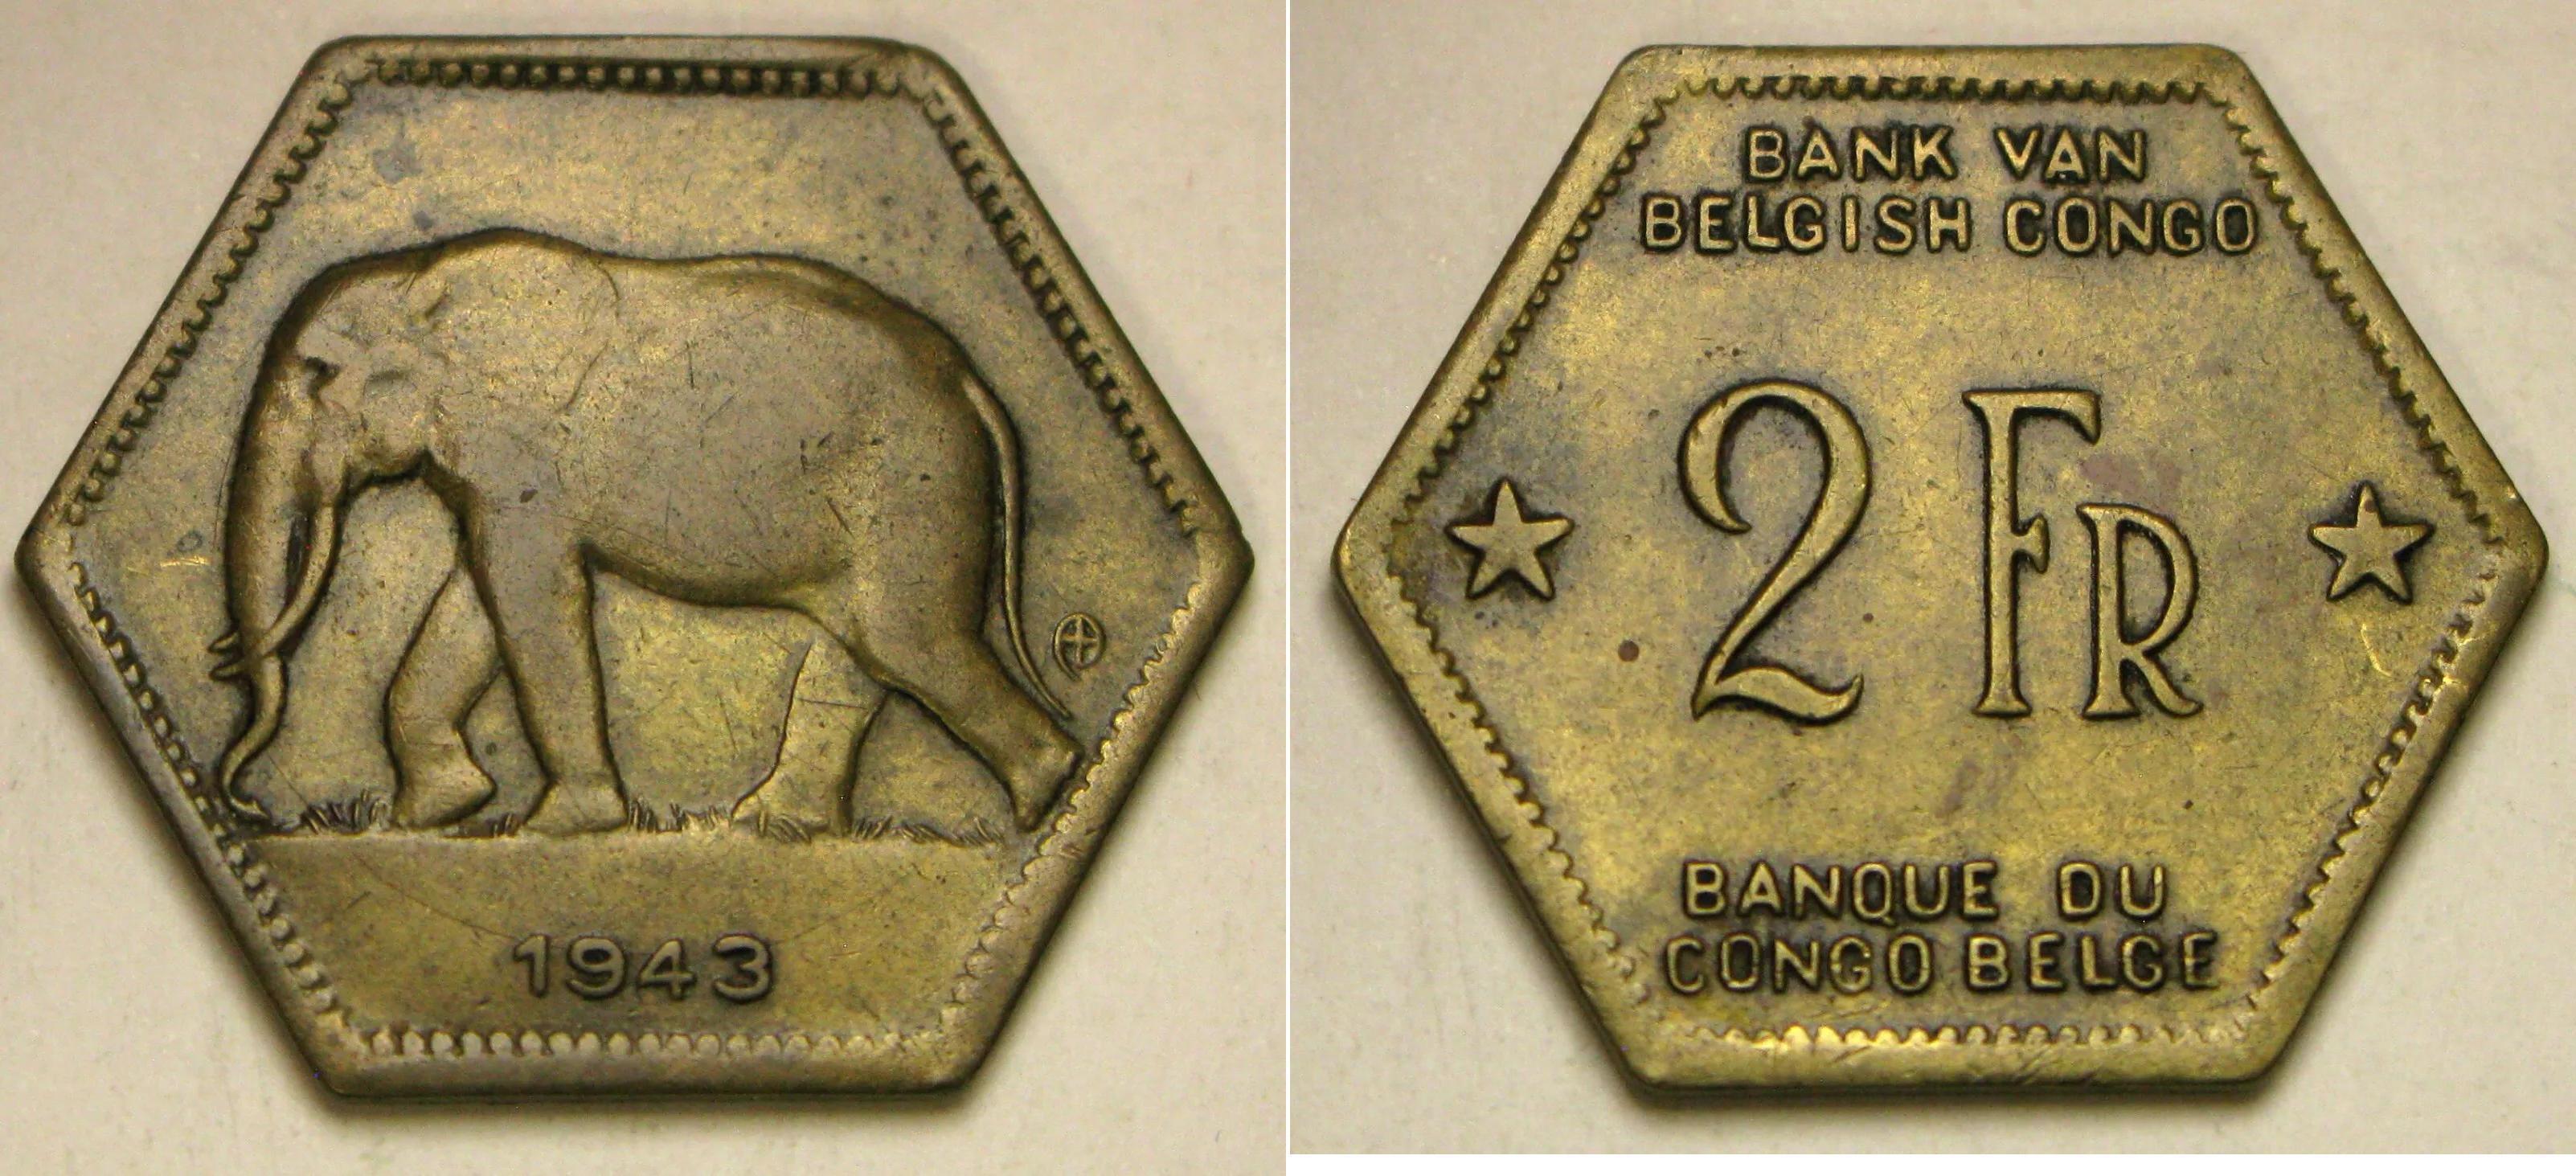 1943
BANK VAN
BELGISH CONGO
2 FR
BANQUE DU
CONGO BELGE